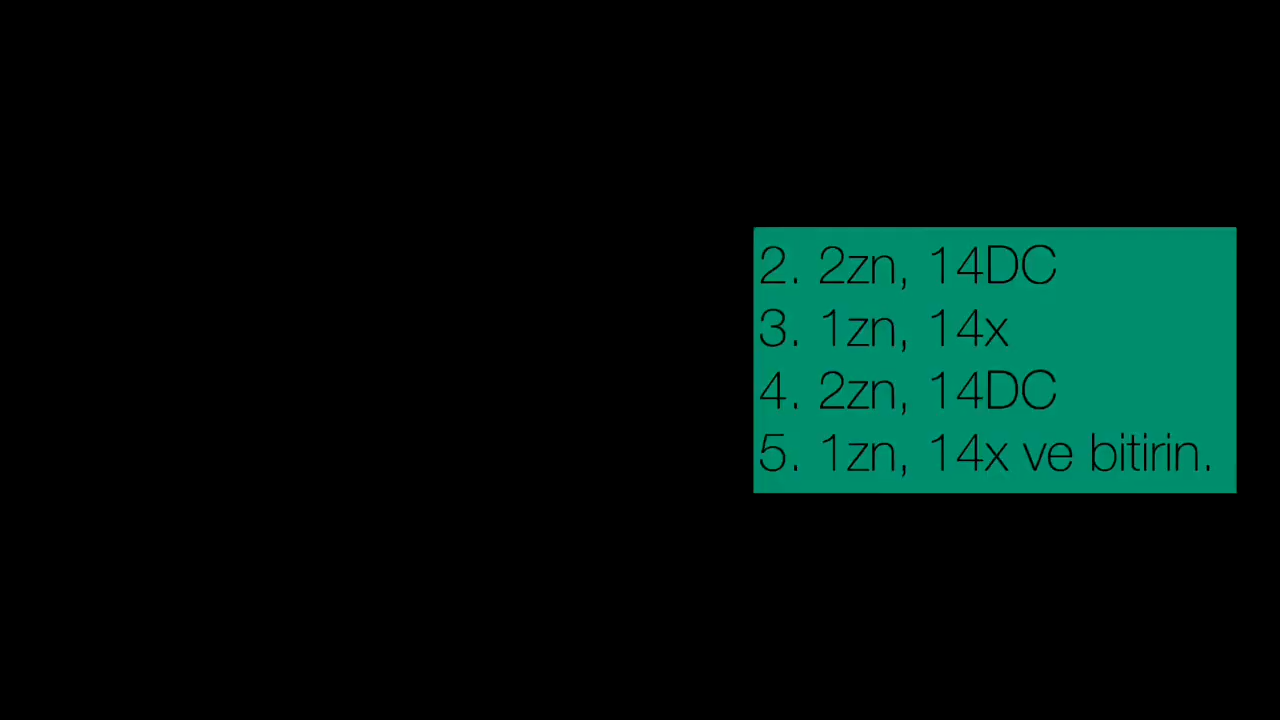 2. 2zn, 14DC
3. 1zn, 14x
4. 2zn, 14DC
5. 1zn, 14x ve bitirin.